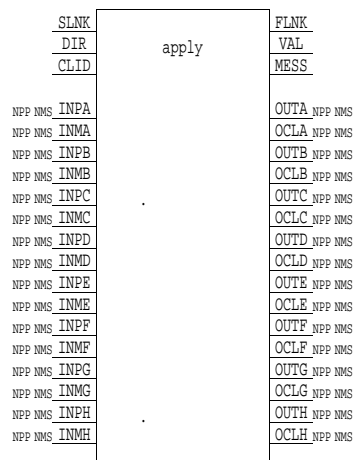 SLNK FLNK
DIR apply VAL
CLID MESS
NPP NMS INPA OUTA NPP NMS
NPP NMS INMA OCLA NPP NMS
NPP NMS INPB OUTB NPP NMS
NPP NMS INMB OCLB NPP NMS
NPP NMS INPC . OUTC NPP NMS
NPP NMS INMC OCLC NPP NMS
NPP NMS INPD OUTD NPP NMS
NPP NMS INMD OCLD NPP NMS
NPP NMS INPE OUTE NPP NMS
NPP NMS INME OCLE NPP NMS
NPP NMS INPF OUTF NPP NMS
NPP NMS INMF OCLF NPP NMS
NPP NMS INPG OUTG NPP NMS
NPP NMS INMG OCLG NPP NMS
NPP NMS INPH . OUTH NPP NMS
NPP NMS INMH OCLH NPP NMS